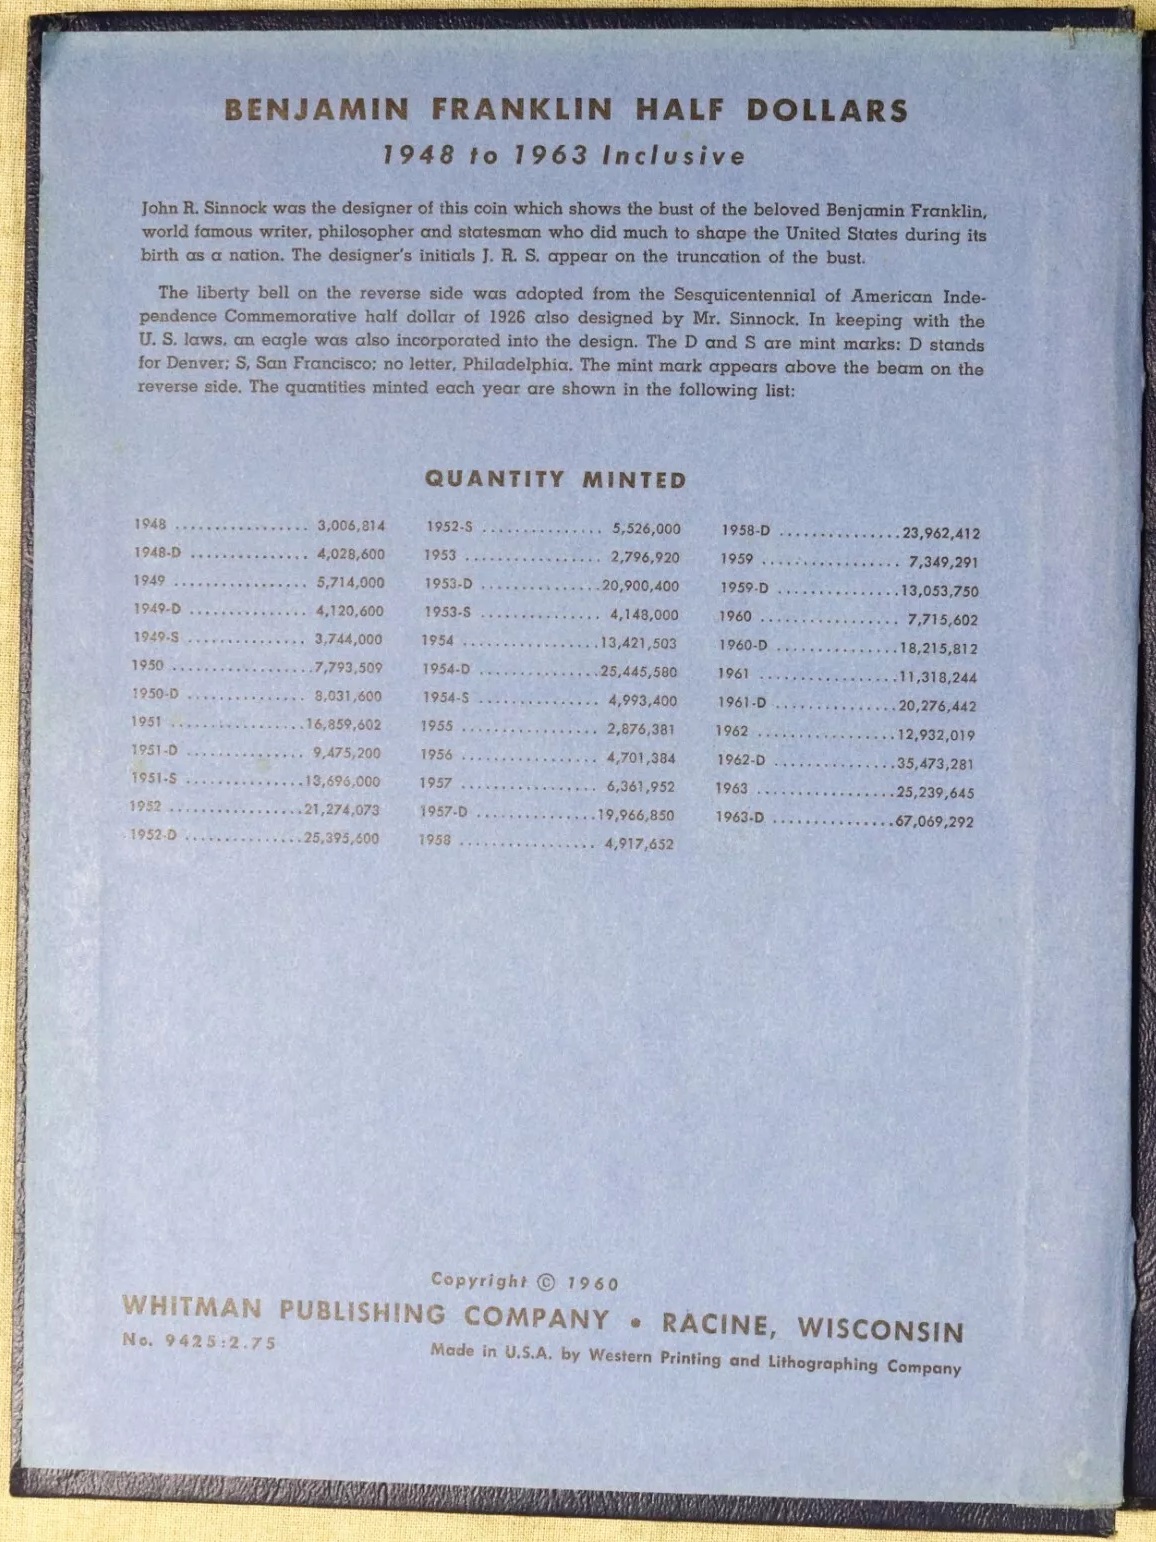 BENJAMIN FRANKLIN HALF DOLLARS
1948 to 1963 Inclusive
John R. Sinnock was the designer of this coin which shows the bust of the beloved Benjamin Franklin,
world famous writer, philosopher and statesman who did much to shape the United States during its
birth as a nation. The designer's initials J. R. S. appear on the truncation of the bust.
The liberty bell on the reverse side was adopted from the Sesquicentennial of American Inde-
pendence Commemorative half dollar of 1926 also designed by Mr. Sinnock. In keeping with the
U. S. laws, an eagle was also incorporated into the design. The D and S are mint marks: D stands
for Denver; S, San Francisco; no letter, Philadelphia. The mint mark appears above the beam on the
reverse side. The quantities minted each year are shown in the following list:
QUANTITY MINTED
1948 ................. 3,006,814
1948-D ............... 4,028,600
1949 ................. 5,714,000
1949-D ............... 4,120,600
1949-S ............... 3,744,000
1950 .................7,793,509
1950-D ............... 8,031,600
1951 .................16,859,602
1951-D ............... 9,475,200
1951-S ...............13,696,000
1952 .................21,274,073
1952-D ...............25,395,600
1952-S ............... 5,526,000
1953 ................. 2,796,920
1953-D ...............20,900,400
1953-S ............... 4,148,000
1954 .................13,421,503
1954-D ...............25,445,580
1954-S ............... 4,993,400
1955 ................. 2,876,381
1956 ................. 4,701,384
1957 ................. 6,361,952
1957-D ...............19,966,850
1958 ................. 4,917,652
1958-D ...............23,962,412
1959 ................. 7,349,291
1959-D ...............13,053,750
1960 ................. 7,715,602
1960-D ...............18,215,812
1961 .................11,318,244
1961-D ...............20,276,442
1962 .................12,932,019
1962-D ...............35,473,281
1963 .................25,239,645
1963-D ...............67,069,292
Copyright © 1960
WHITMAN PUBLISHING COMPANY • RACINE, WISCONSIN
No. 9425:2.75
Made in U.S.A. by Western Printing and Lithographing Company